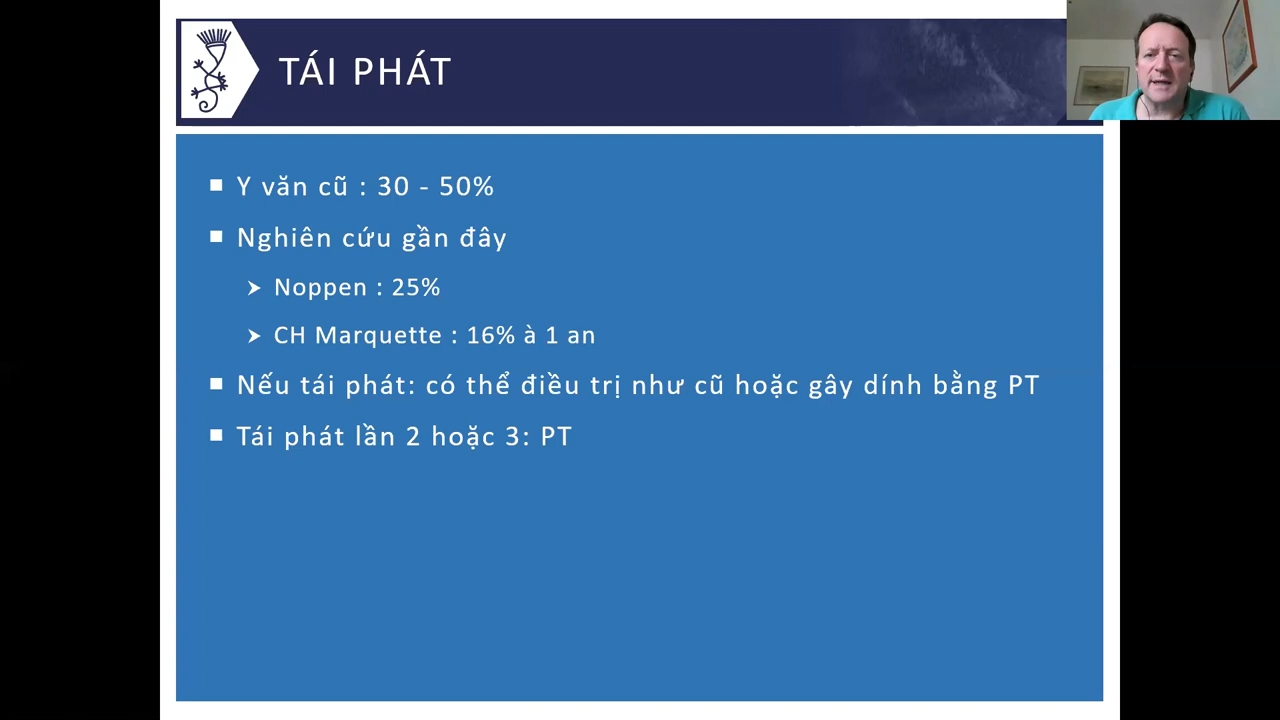 TÁI PHÁT
Y văn cũ : 30 - 50%
Nghiên cứu gần đây
Noppen : 25%
CH Marquette : 16% à 1 an
Nếu tái phát: có thể điều trị như cũ hoặc gây dính bằng PT
Tái phát lần 2 hoặc 3: PT